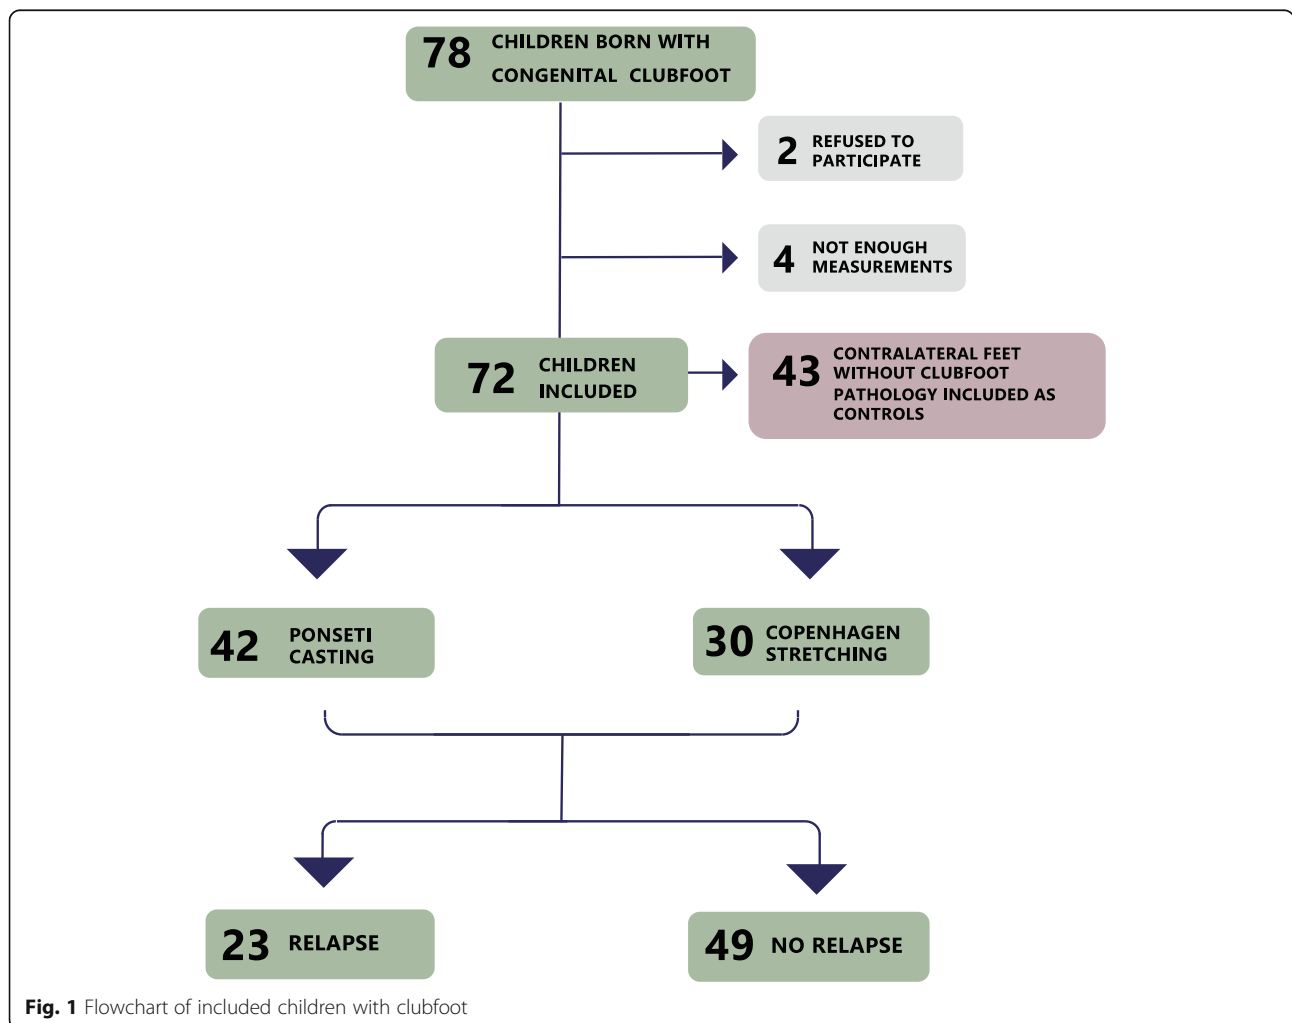 78 CHILDREN BORN WITH
CONGENITAL CLUBFOOT
2 REFUSED TO
PARTICIPATE
4 NOT ENOUGH
MEASUREMENTS
72 CHILDREN
INCLUDED
43 CONTRALATERAL FEET
WITHOUT CLUBFOOT
PATHOLOGY INCLUDED AS
CONTROLS
42 PONSETI
CASTING
30 COPENHAGEN
STRETCHING
23 RELAPSE
49 NO RELAPSE
Fig. 1 Flowchart of included children with clubfoot